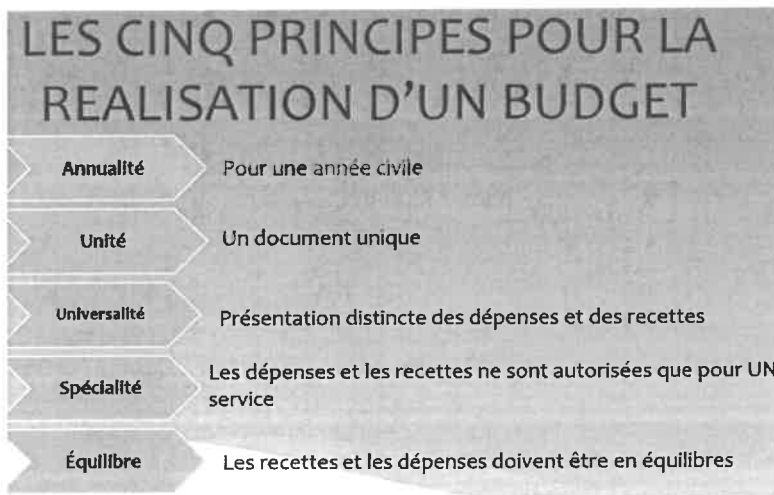 LES CINQ PRINCIPES POUR LA
REALISATION D'UN BUDGET
Annualité
Pour une année civile
Unité
Un document unique
Universalité
Présentation distincte des dépenses et des recettes
Spécialité
Les dépenses et les recettes ne sont autorisées que pour UN
service
Équilibre
Les recettes et les dépenses doivent être en équilibres